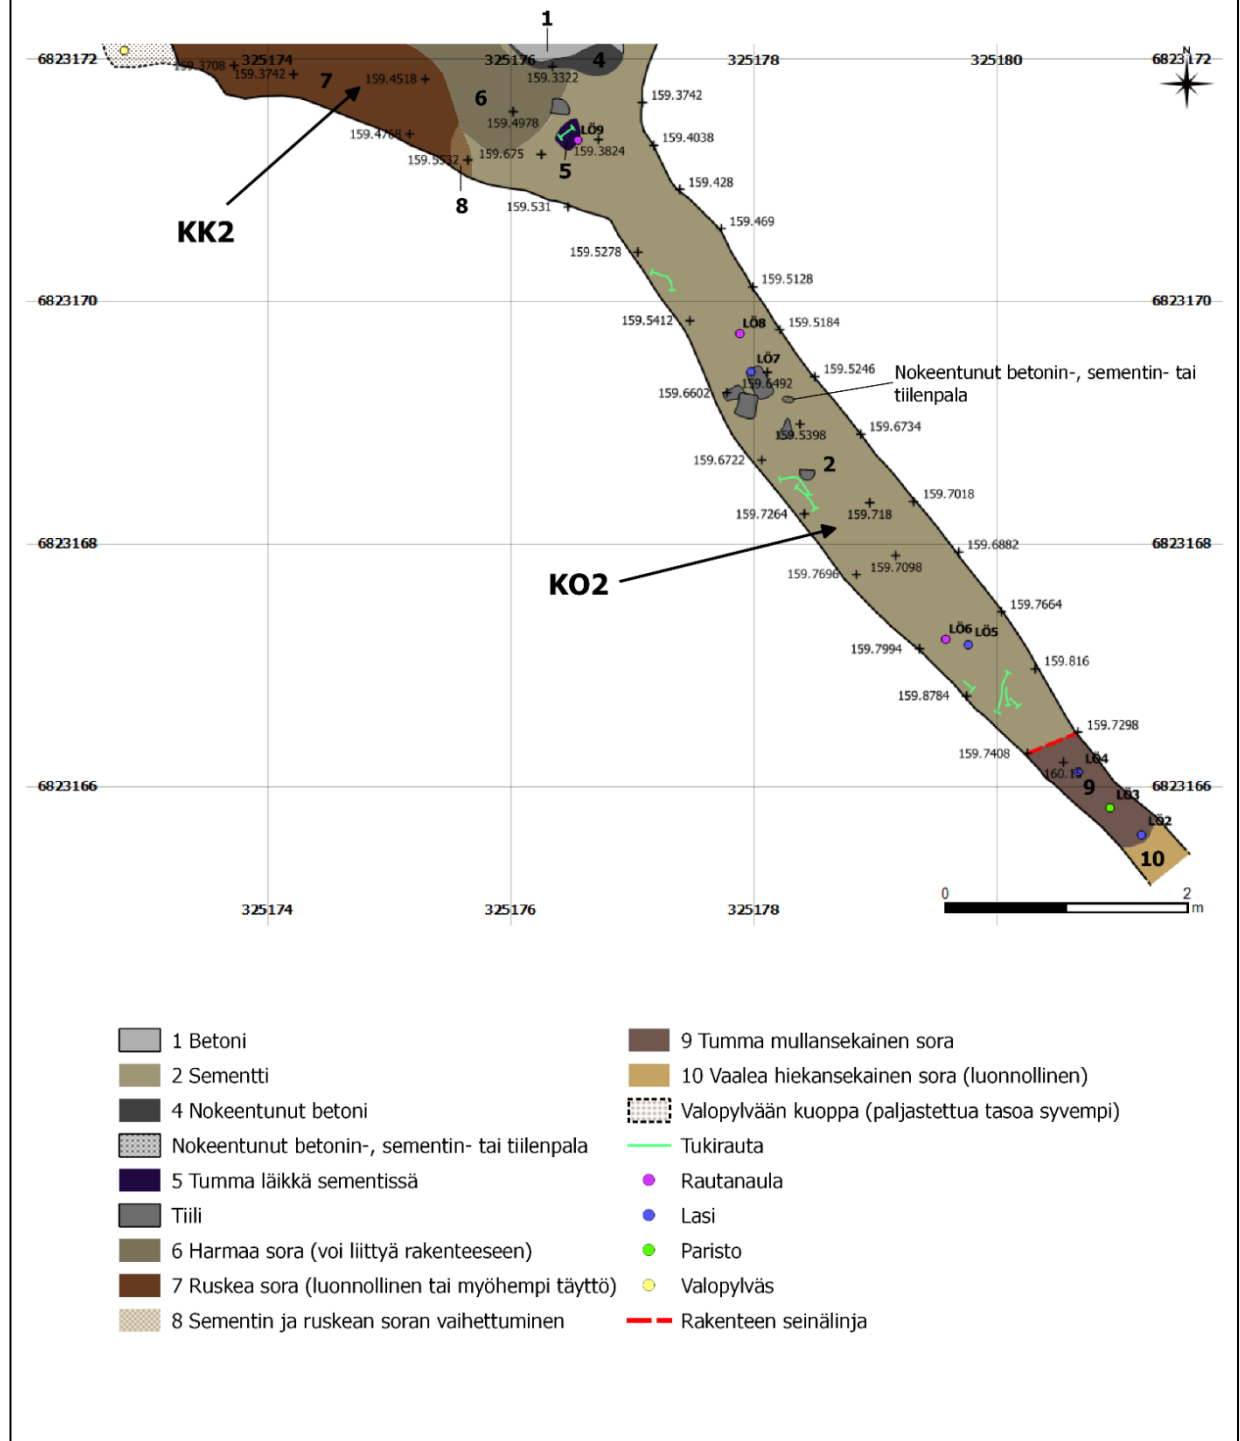 1
N
6823172
325174
325176
4
325178
325180
6823172
159.3708
159.3742
7
159.4518
159.3322
6
159.3742
159.4978
LÖ9
159.4768
159.675
159.3824
159.4038
159.5532
5
159.428
8
159.531
159.469
KK2
159.5278
159.5128
6823170
6823170
159.5412
LÖ8
159.5184
LÖ7
159.5246
Nokeentunut betonin-, sementin- tai
tiilenpala
159.6492
159.6602
159.5398
159.6734
159.6722
2
159.7018
159.7264
159.718
6823168
159.6882
6823168
KO2
159.7098
159.7696
159.7664
LÖ6
LÖ5
159.7994
159.816
159.8784
159.7298
159.7408
LÖ4
6823166
9
LÖ3
6823166
LÖ2
10
0
2
m
325174
325176
325178
1 Betoni
2 Sementti
4 Nokeentunut betoni
Nokeentunut betonin-, sementin- tai tiilenpala
5 Tumma läikkä sementissä
Tiili
6 Harmaa sora (voi liittyä rakenteeseen)
7 Ruskea sora (luonnollinen tai myöhempi täyttö)
8 Sementin ja ruskean soran vaihettuminen
9 Tumma mullansekainen sora
10 Vaalea hiekansekainen sora (luonnollinen)
Valopylvään kuoppa (paljastettua tasoa syvempi)
Tukirauta
Rautanaula
Lasi
Paristo
Valopylväs
Rakenteen seinälinja